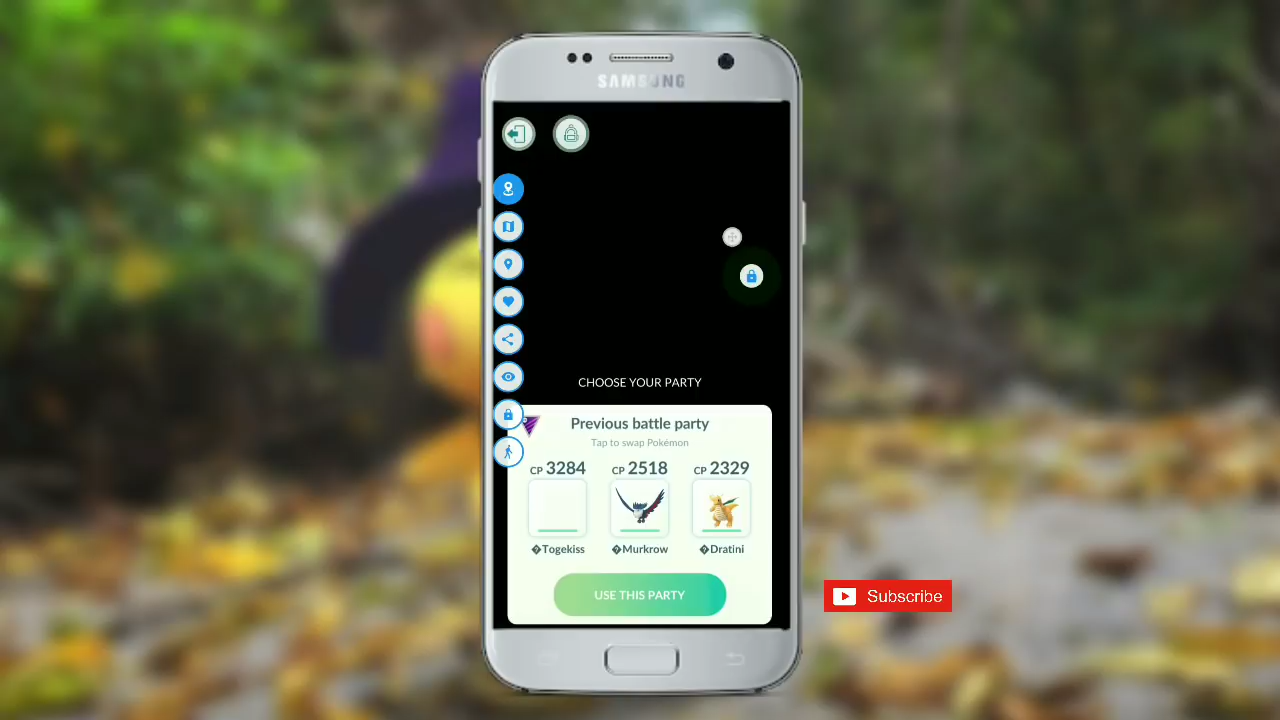 SAMSUNG
CHOOSE YOUR PARTY
Previous battle party
Tap to swap Pokémon
CP 3284 CP 2518 CP 2329
�Togekiss �Murkrow �Dratini
USE THIS PARTY
Subscribe